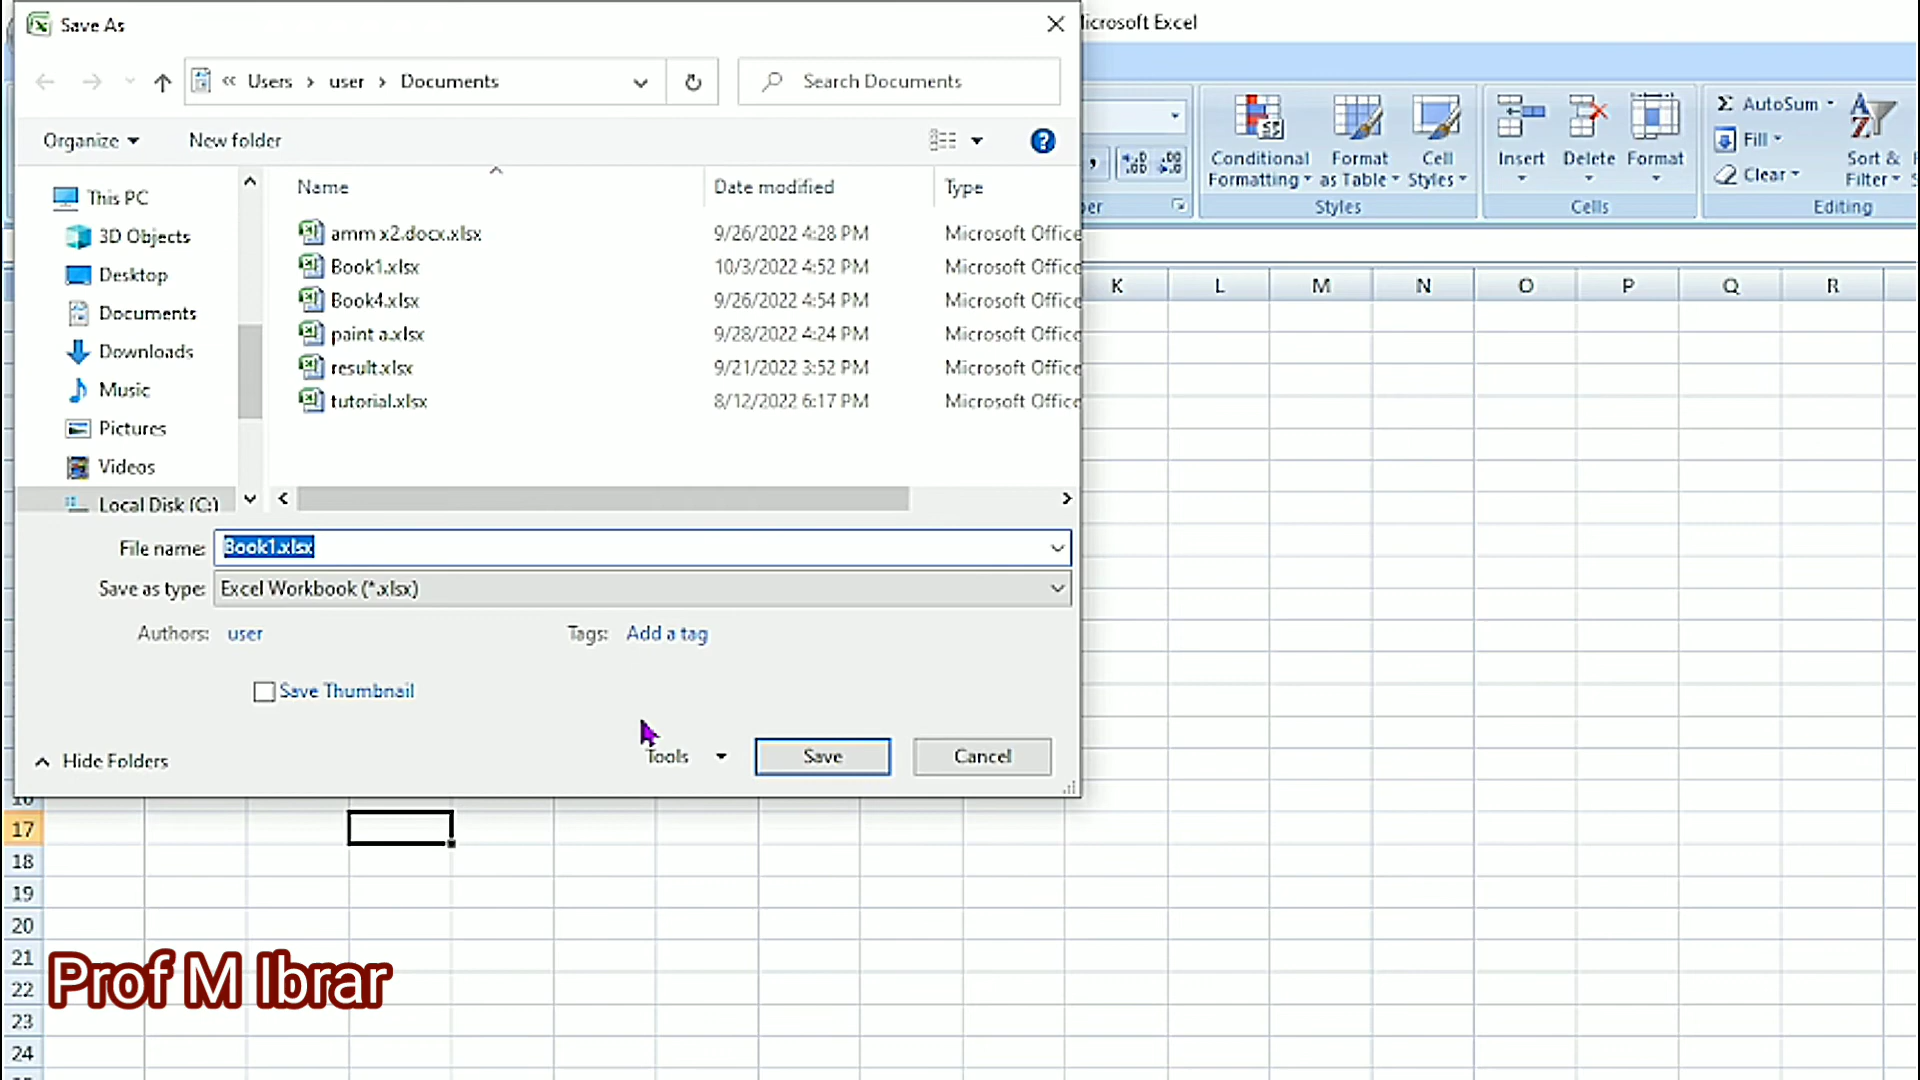 Save As
Microsoft Excel
« Users › user › Documents
Search Documents
Organize
New folder
Name
Date modified
Type
This PC
3D Objects
Desktop
Documents
Downloads
Music
Pictures
Videos
Local Disk (C:)
amm x2.docx.xlsx 9/26/2022 4:28 PM Microsoft Office
Book1.xlsx 10/3/2022 4:52 PM Microsoft Office
Book4.xlsx 9/26/2022 4:54 PM Microsoft Office
paint a.xlsx 9/28/2022 4:24 PM Microsoft Office
result.xlsx 9/21/2022 3:52 PM Microsoft Office
tutorial.xlsx 8/12/2022 6:17 PM Microsoft Office
File name: Book1.xlsx
Save as type: Excel Workbook (*.xlsx)
Authors: user
Tags: Add a tag
Save Thumbnail
Hide Folders
Tools
Save
Cancel
Conditional
Formatting
Format
as Table
Cell
Styles
Styles
Insert
Delete
Format
Cells
Σ AutoSum
Fill
Clear
Sort &
Filter
Editing
K L M N O P Q R
16
17
18
19
20
21
22
23
24
Prof M Ibrar